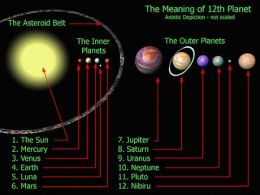 The Meaning of 12th Planet
Artistic Depiction - not scaled
The Asteroid Belt
The Inner
Planets
The Outer Planets
1. The Sun
2. Mercury
3. Venus
4. Earth
5. Luna
6. Mars
7. Jupiter
8. Saturn
9. Uranus
10. Neptune
11. Pluto
12. Nibiru